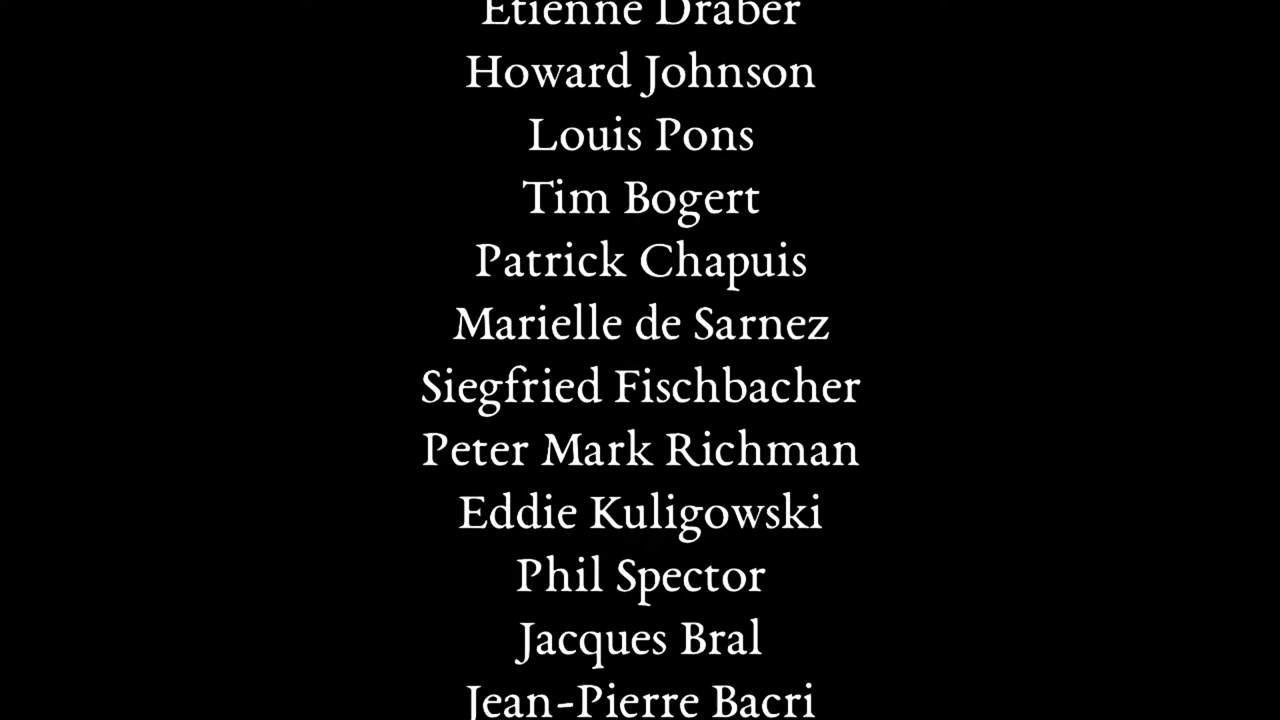 Etienne Draber
Howard Johnson
Louis Pons
Tim Bogert
Patrick Chapuis
Marielle de Sarnez
Siegfried Fischbacher
Peter Mark Richman
Eddie Kuligowski
Phil Spector
Jacques Bral
Jean-Pierre Bacri